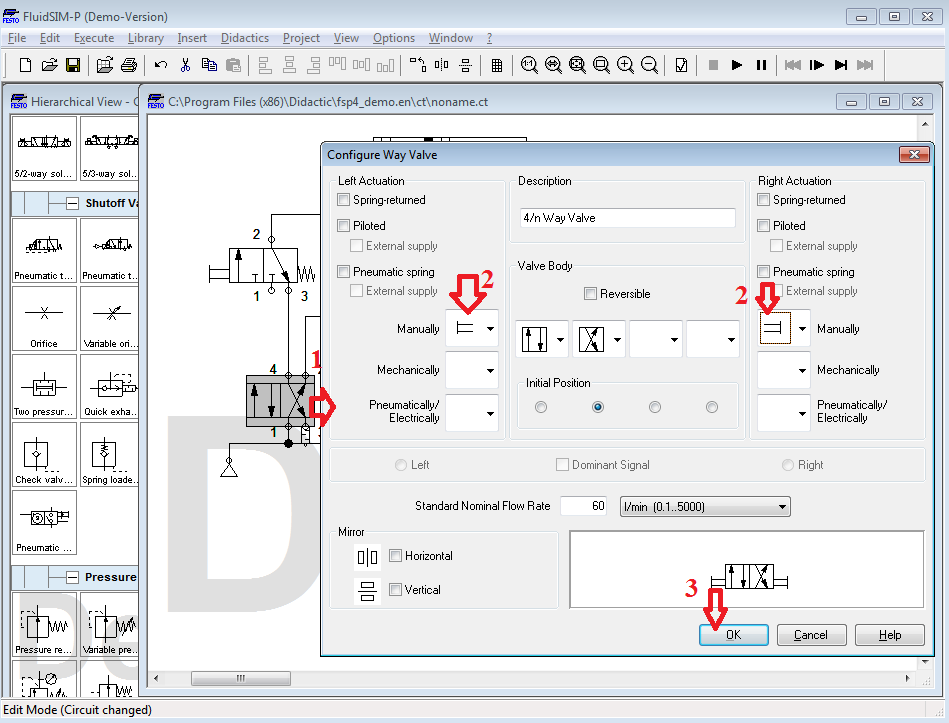 FluidSIM-P (Demo-Version)
FESTO
File Edit Execute Library Insert Didactics Project View Options Window ?
1:1
Hierarchical View - C
C:\Program Files (x86)\Didactic\fsp4_demo.en\ct\noname.ct
5/2-way sol...
5/3-way sol...
Shutoff Va
Pneumatic t...
Pneumatic t...
Orifice
Variable ori...
Two pressur...
Quick exha...
Check valv...
Spring loade...
Pneumatic ...
Pressure
Pressure re...
Variable pre...
2
1
3
4
1
1
Configure Way Valve
Left Actuation
Spring-returned
Piloted
External supply
Pneumatic spring
External supply
2
Manually
Mechanically
Pneumatically/
Electrically
Description
4/n Way Valve
Valve Body
Reversible
Initial Position
Right Actuation
Spring-returned
Piloted
External supply
Pneumatic spring
External supply
2
Manually
Mechanically
Pneumatically/
Electrically
Left
Dominant Signal
Right
Standard Nominal Flow Rate 60 l/min (0.1..5000)
Mirror
Horizontal
Vertical
3
OK Cancel Help
Edit Mode (Circuit changed)